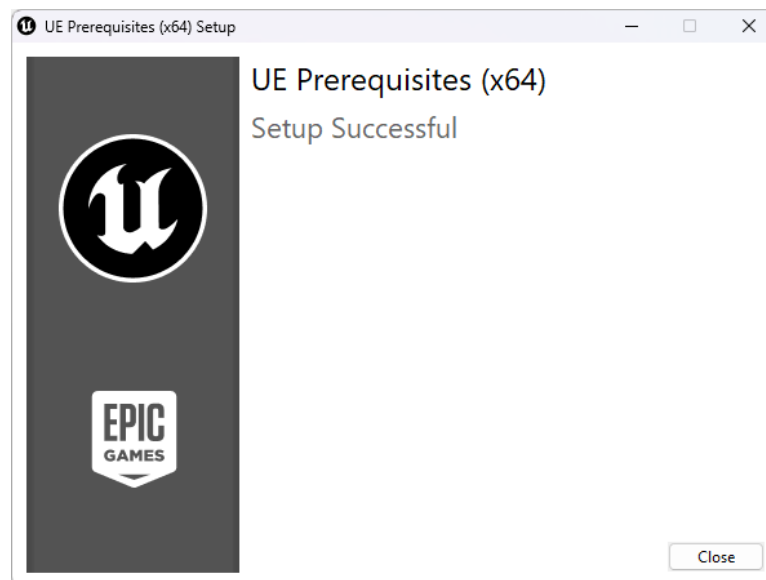 UE Prerequisites (x64) Setup
UE Prerequisites (x64)
Setup Successful
EPIC
GAMES
Close